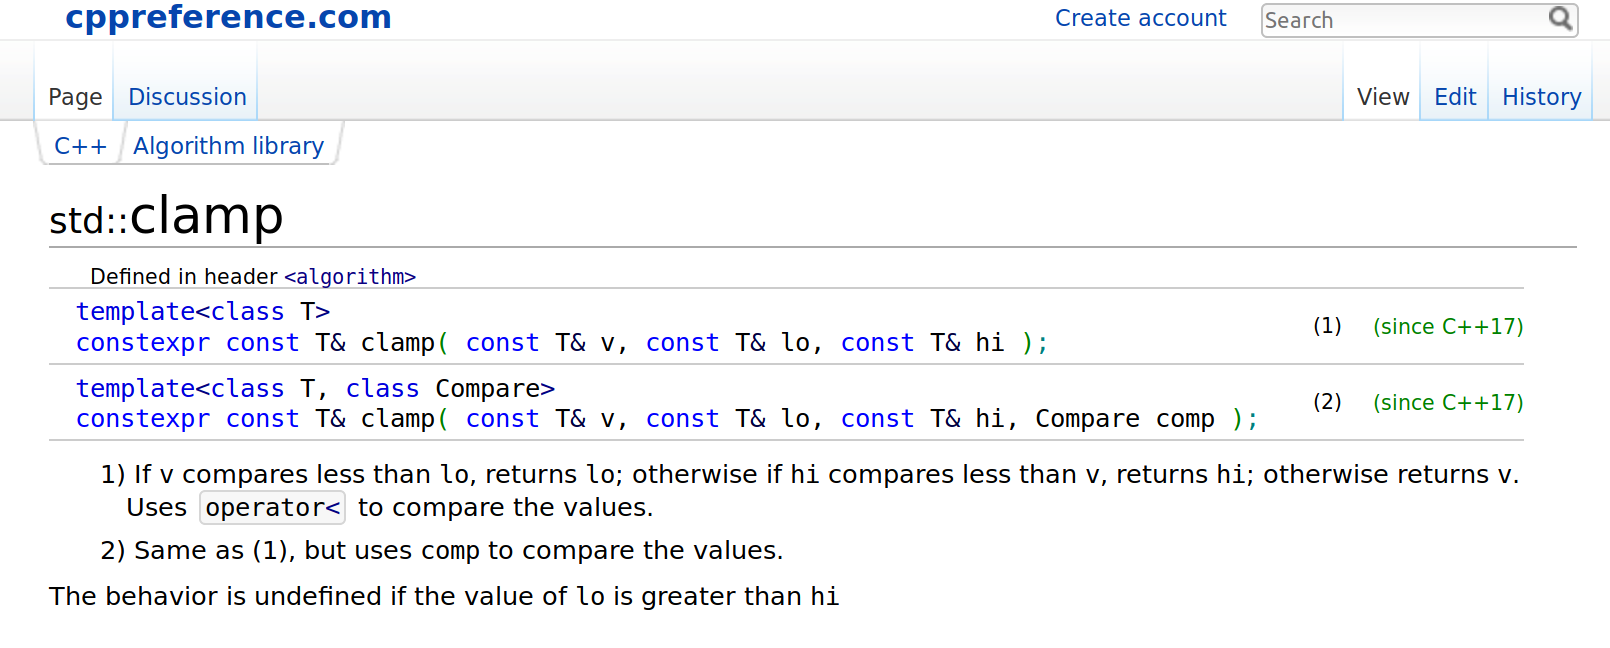 cppreference.com
Create account
Search
Page
Discussion
View
Edit
History
C++
Algorithm library
std::clamp
Defined in header <algorithm>
template<class T>
constexpr const T& clamp( const T& v, const T& lo, const T& hi );
(1)
(since C++17)
template<class T, class Compare>
constexpr const T& clamp( const T& v, const T& lo, const T& hi, Compare comp );
(2)
(since C++17)
1) If v compares less than lo, returns lo; otherwise if hi compares less than v, returns hi; otherwise returns v.
Uses operator< to compare the values.
2) Same as (1), but uses comp to compare the values.
The behavior is undefined if the value of lo is greater than hi